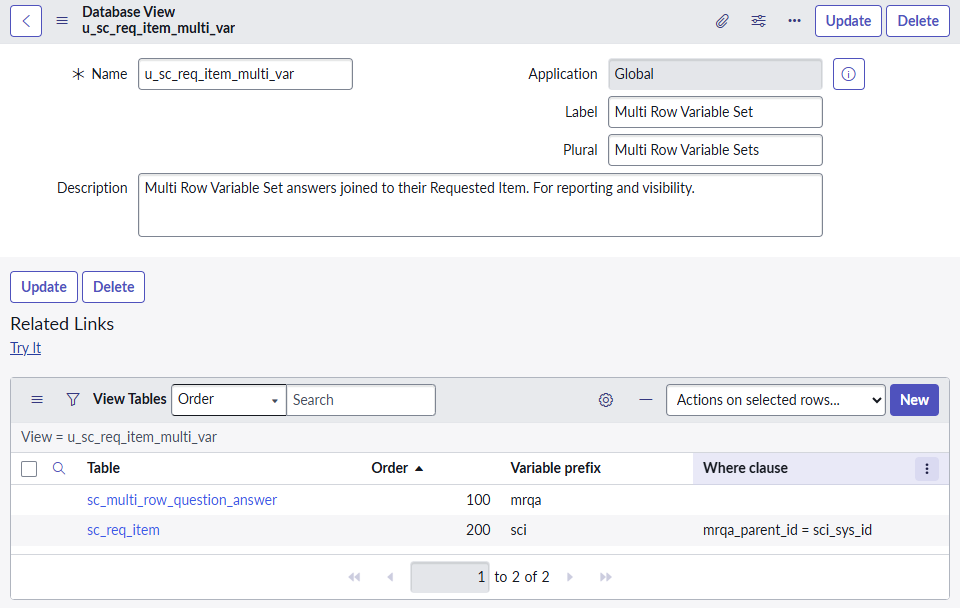 Database View
u_sc_req_item_multi_var
Update
Delete
Name
u_sc_req_item_multi_var
Application
Global
Label
Multi Row Variable Set
Plural
Multi Row Variable Sets
Description
Multi Row Variable Set answers joined to their Requested Item. For reporting and visibility.
Update
Delete
Related Links
Try It
View Tables
Order
Search
Actions on selected rows...
New
View = u_sc_req_item_multi_var
Table Order Variable prefix Where clause
sc_multi_row_question_answer 100 mrqa
sc_req_item 200 sci mrqa_parent_id = sci_sys_id
1 to 2 of 2